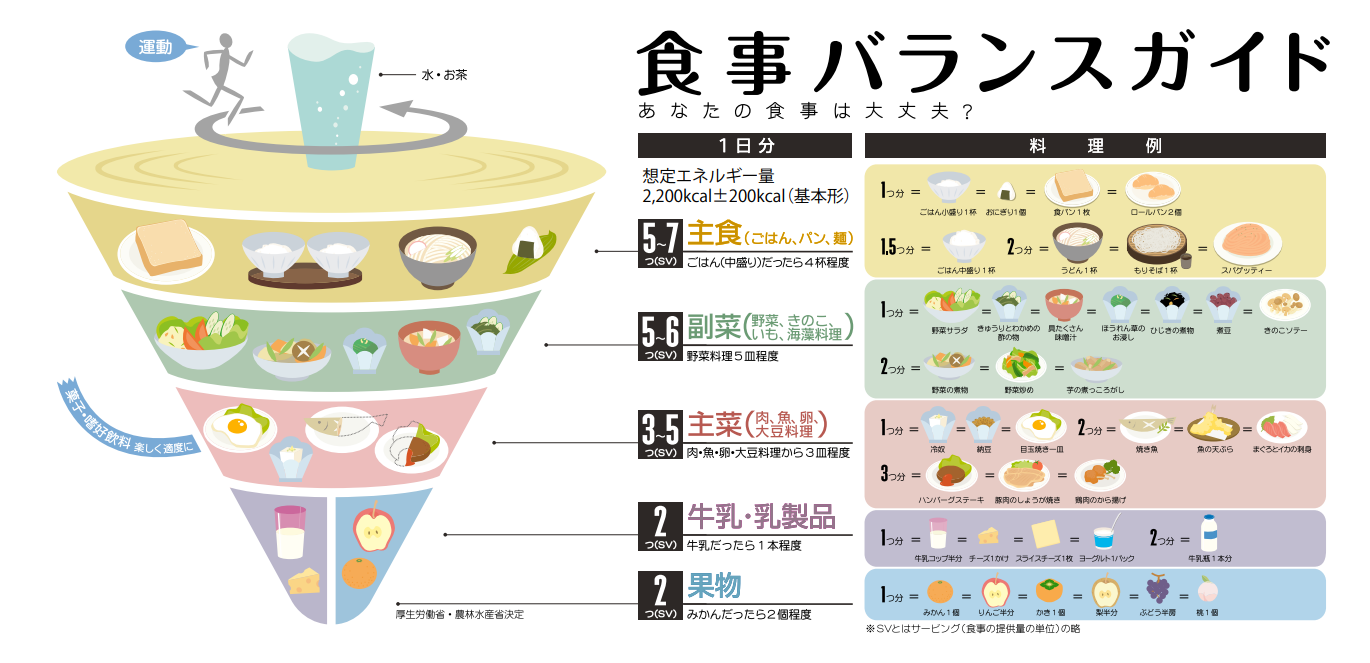 運動
水・お茶
菓子・嗜好飲料 楽しく適度に
厚生労働省・農林水産省決定
食事バランスガイド
あなたの食事は大丈夫?
1日分
想定エネルギー量
2,200kcal±200kcal(基本形)
5~7
つ(SV)
主食(ごはん、パン、麺)
ごはん(中盛り)だったら4杯程度
5~6
つ(SV)
副菜(野菜、きのこ、
いも、海藻料理)
野菜料理5皿程度
3~5
つ(SV)
主菜(肉、魚、卵、
大豆料理)
肉・魚・卵・大豆料理から3皿程度
2
つ(SV)
牛乳・乳製品
牛乳だったら1本程度
2
つ(SV)
果物
みかんだったら2個程度
料理例
1つ分 = = = =
ごはん小盛り1杯 おにぎり1個 食パン1枚 ロールパン2個
1.5つ分 = 2つ分 = = =
ごはん中盛り1杯 うどん1杯 もりそば1杯 スパゲッティー
1つ分 = = = = = = =
野菜サラダ きゅうりとわかめの 具たくさん ほうれん草の ひじきの煮物 煮豆 きのこソテー
酢の物 味噌汁 お浸し
2つ分 = = =
野菜の煮物 野菜炒め 芋の煮っころがし
1つ分 = = = 2つ分 = = =
冷奴 納豆 目玉焼き一皿 焼き魚 魚の天ぷら まぐろとイカの刺身
3つ分 = = =
ハンバーグステーキ 豚肉のしょうが焼き 鶏肉のから揚げ
1つ分 = = = = 2つ分 =
牛乳コップ半分 チーズ1かけ スライスチーズ1枚 ヨーグルト1パック 牛乳瓶1本分
1つ分 = = = = = =
みかん1個 りんご半分 かき1個 梨半分 ぶどう半房 桃1個
※SVとはサービング(食事の提供量の単位)の略